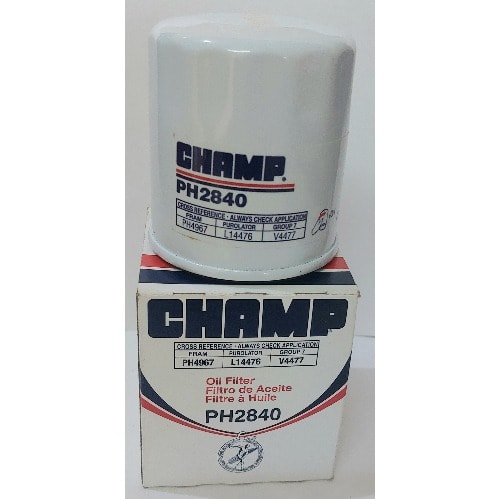 CHAMP®
PH2840
CROSS REFERENCE - ALWAYS CHECK APPLICATION
FRAM PUROLATOR GROUP 7
PH4967 L14476 V4477
CHAMP
CROSS REFERENCE - ALWAYS CHECK APPLICATION
FRAM PUROLATOR GROUP 7
PH4967 L14476 V4477
Oil Filter
Filtro de Aceite
Filtre à Huile
PH2840